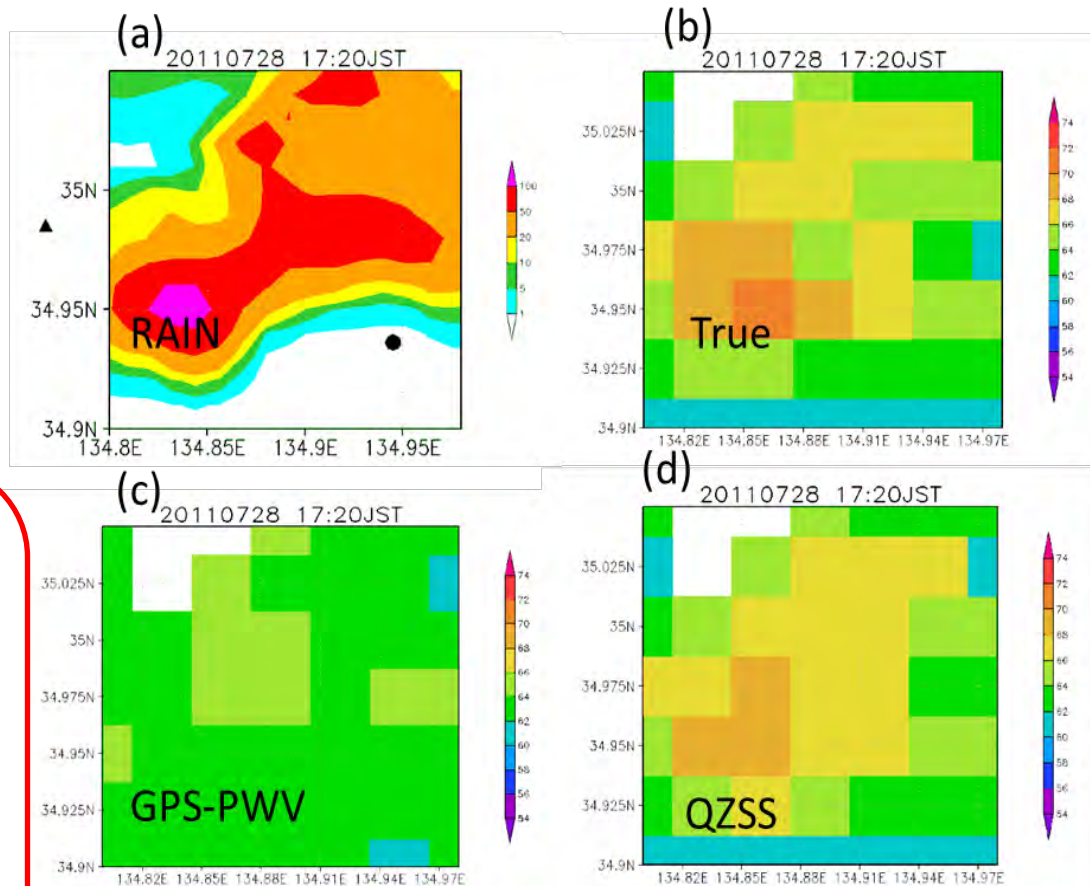 (a)
20110728 17:20JST
35N
34.95N
34.9N
134.8E 134.85E 134.9E 134.95E
100
50
20
10
5
1
RAIN
(b)
20110728 17:20JST
35.025N
35N
34.975N
34.95N
34.925N
34.9N
134.82E 134.85E 134.88E 134.91E 134.94E 134.97E
74
72
70
68
66
64
62
60
58
56
54
True
(c)
20110728 17:20JST
35.025N
35N
34.975N
34.95N
34.925N
34.9N
134.82E 134.85E 134.88E 134.91E 134.94E 134.97E
74
72
70
68
66
64
62
60
58
56
54
GPS-PWV
(d)
20110728 17:20JST
35.025N
35N
34.975N
34.95N
34.925N
34.9N
134.82E 134.85E 134.88E 134.91E 134.94E 134.97E
74
72
70
68
66
64
62
60
58
56
54
QZSS